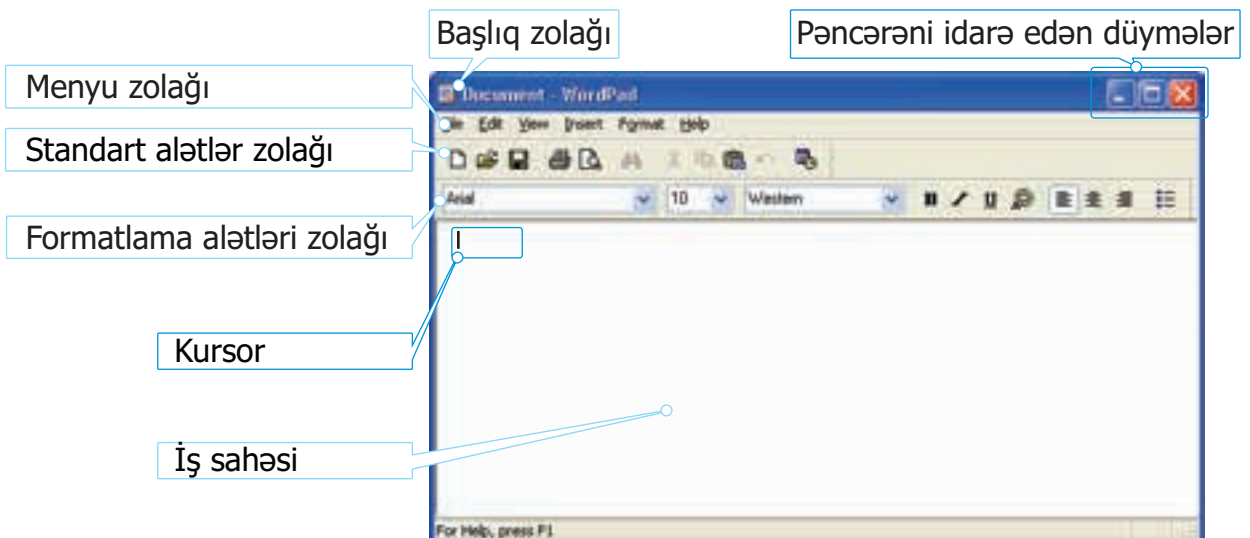 Başlıq zolağı
Pəncərəni idarə edən düymələr
Menyu zolağı
Document - WordPad
File Edit View Insert Format Help
Standart alətlər zolağı
Arial 10 Western
Formatlama alətləri zolağı
Kursor
İş sahəsi
For Help, press F1